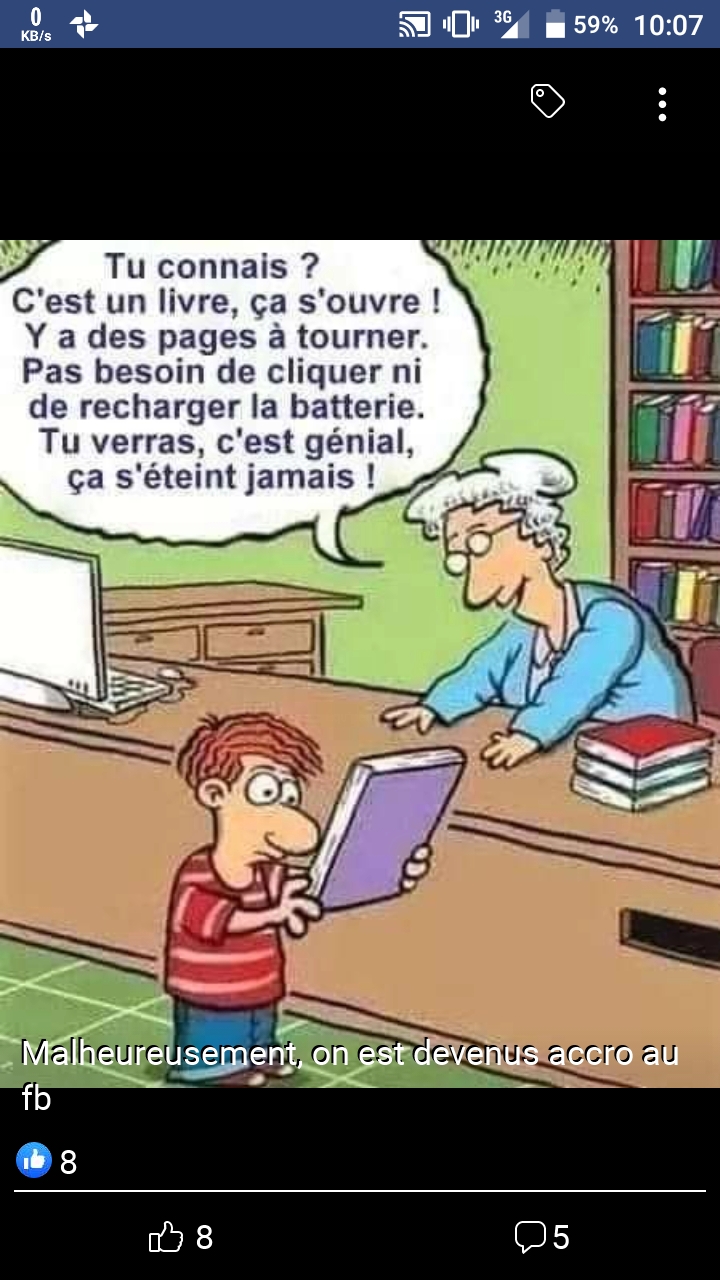 0
KB/s
3G
59%
10:07
Tu connais ?
C'est un livre, ça s'ouvre !
Y a des pages à tourner.
Pas besoin de cliquer ni
de recharger la batterie.
Tu verras, c'est génial,
ça s'éteint jamais !
Malheureusement, on est devenus accro au
fb
8
8
5